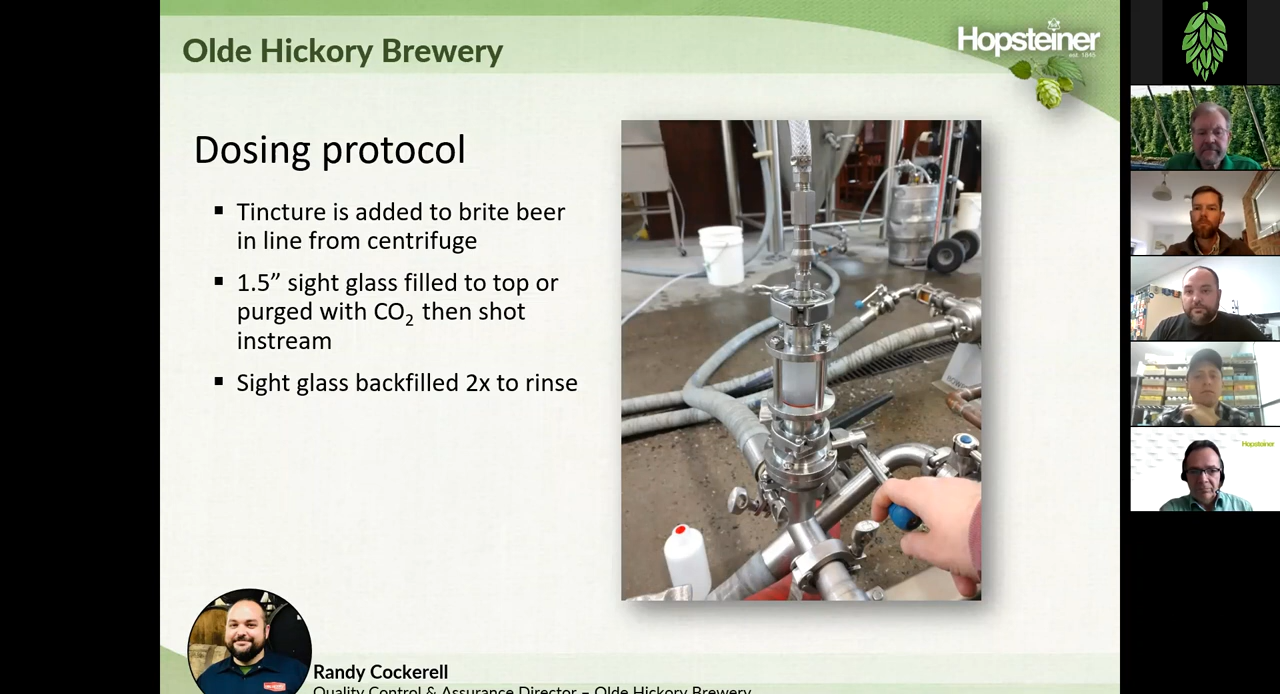 Olde Hickory Brewery
Hopsteiner
est. 1845
Dosing protocol
▪ Tincture is added to brite beer
in line from centrifuge
▪ 1.5” sight glass filled to top or
purged with CO₂ then shot
instream
▪ Sight glass backfilled 2x to rinse
Randy Cockerell
Quality Control & Assurance Director – Olde Hickory Brewery
Hopsteiner